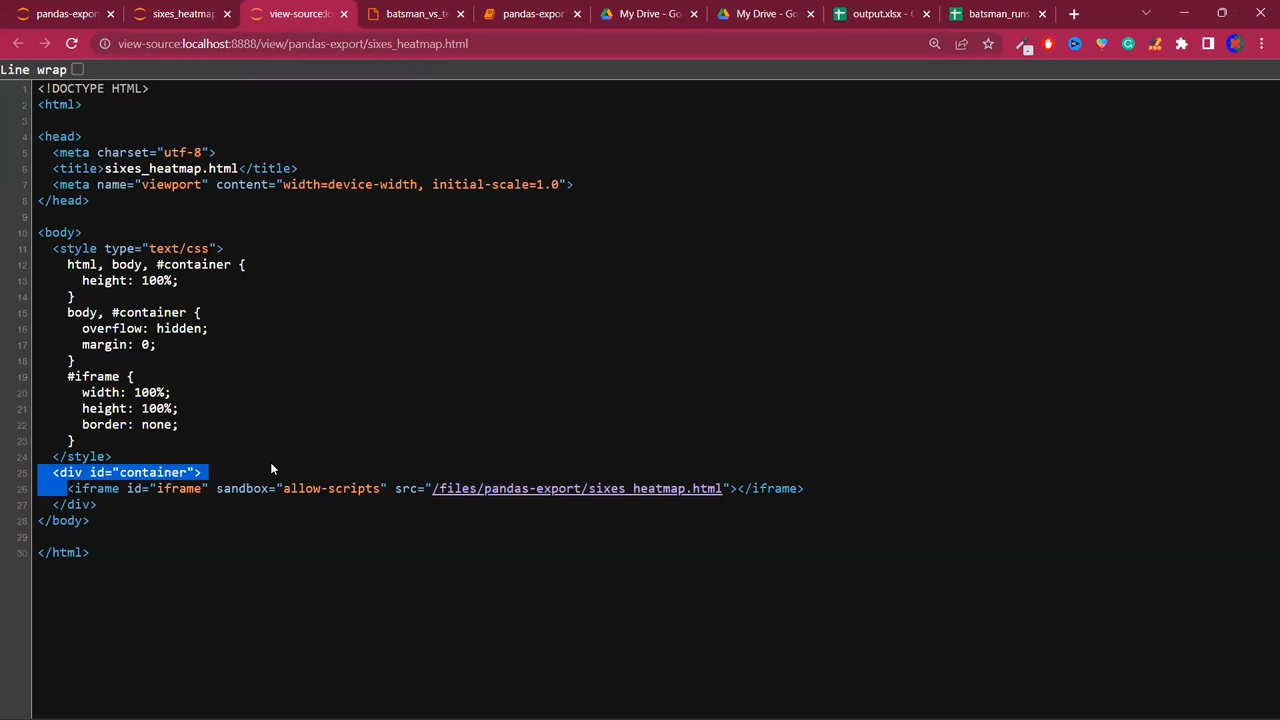 pandas-expor
sixes_heatmap
view-source:lo
batsman_vs_te
pandas-expor
My Drive - Go
My Drive - Go
output.xlsx - G
batsman_runs
view-source:localhost:8888/view/pandas-export/sixes_heatmap.html
Line wrap
1 <!DOCTYPE HTML>
2 <html>
3
4 <head>
5 <meta charset="utf-8">
6 <title>sixes_heatmap.html</title>
7 <meta name="viewport" content="width=device-width, initial-scale=1.0">
8 </head>
9
10 <body>
11 <style type="text/css">
12 html, body, #container {
13 height: 100%;
14 }
15 body, #container {
16 overflow: hidden;
17 margin: 0;
18 }
19 #iframe {
20 width: 100%;
21 height: 100%;
22 border: none;
23 }
24 </style>
25 <div id="container">
26 <iframe id="iframe" sandbox="allow-scripts" src="/files/pandas-export/sixes_heatmap.html"></iframe>
27 </div>
28 </body>
29
30 </html>